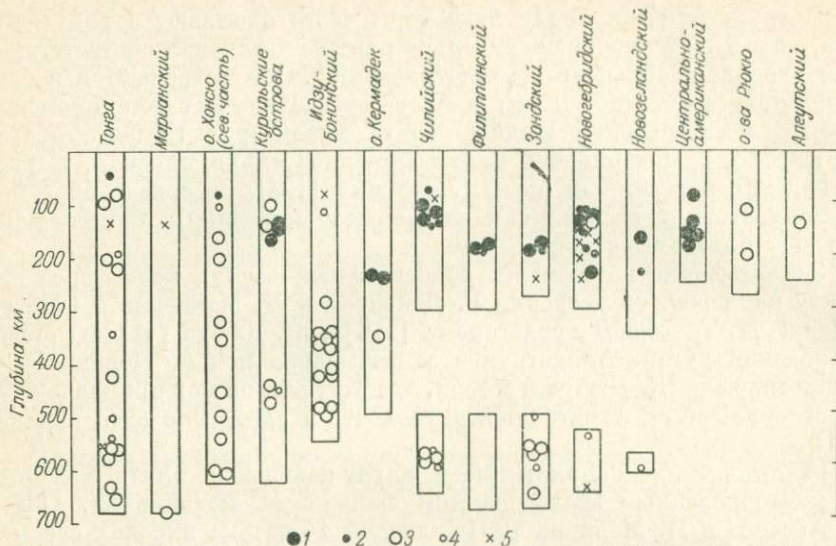 Тонга
Марианский
о. Хонсю
(сев. часть)
Курильские
острова
Идзу-
Бонинский
о. Кермадек
Чилийский
Филиппинский
Зондский
Новогебридский
Новозеландский
Центрально-
американский
о-ва Рюкю
Алеутский
Глубина, км
100
200
300
400
500
600
700
1 2 3 4 5